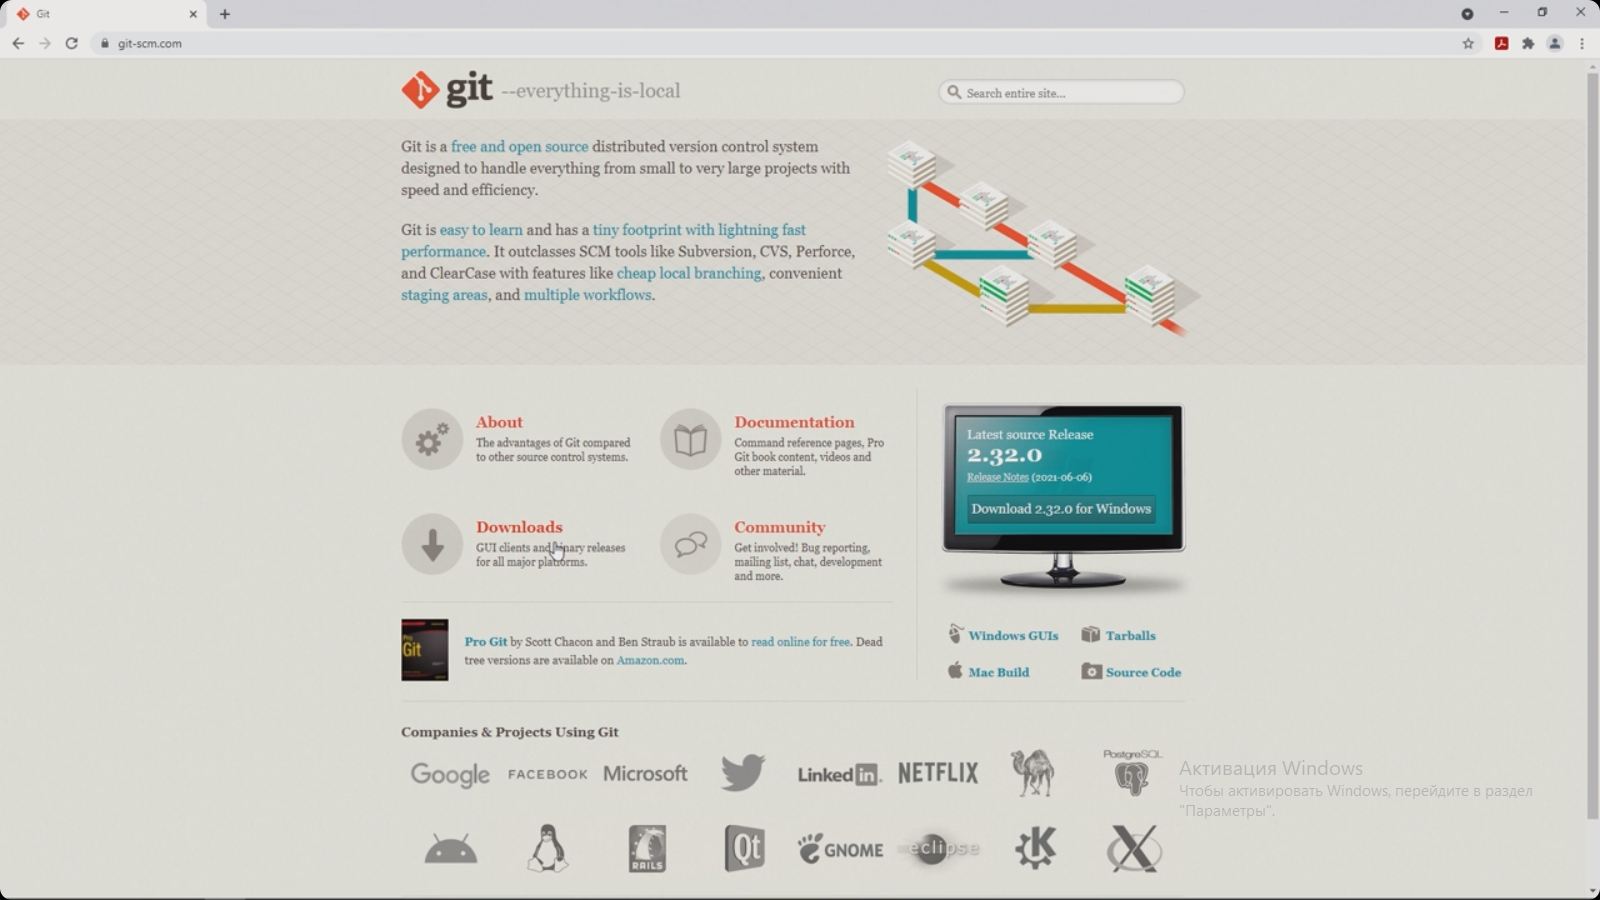 Git
git-scm.com
git --everything-is-local
Search entire site...
Git is a free and open source distributed version control system
designed to handle everything from small to very large projects with
speed and efficiency.
Git is easy to learn and has a tiny footprint with lightning fast
performance. It outclasses SCM tools like Subversion, CVS, Perforce,
and ClearCase with features like cheap local branching, convenient
staging areas, and multiple workflows.
About
The advantages of Git compared
to other source control systems.
Documentation
Command reference pages, Pro
Git book content, videos and
other material.
Downloads
GUI clients and binary releases
for all major platforms.
Community
Get involved! Bug reporting,
mailing list, chat, development
and more.
Latest source Release
2.32.0
Release Notes (2021-06-06)
Download 2.32.0 for Windows
Windows GUIs
Tarballs
Mac Build
Source Code
Pro
Git
Pro Git by Scott Chacon and Ben Straub is available to read online for free. Dead
tree versions are available on Amazon.com.
Companies & Projects Using Git
Google FACEBOOK Microsoft Linked in NETFLIX PostgreSQL
RAILS Qt GNOME eclipse K X
Активация Windows
Чтобы активировать Windows, перейдите в раздел
"Параметры".